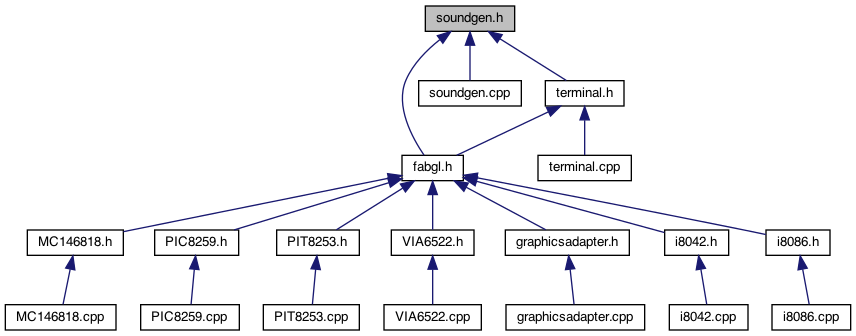 soundgen.h
soundgen.cpp
terminal.h
fabgl.h
terminal.cpp
MC146818.h
PIC8259.h
PIT8253.h
VIA6522.h
graphicsadapter.h
i8042.h
i8086.h
MC146818.cpp
PIC8259.cpp
PIT8253.cpp
VIA6522.cpp
graphicsadapter.cpp
i8042.cpp
i8086.cpp